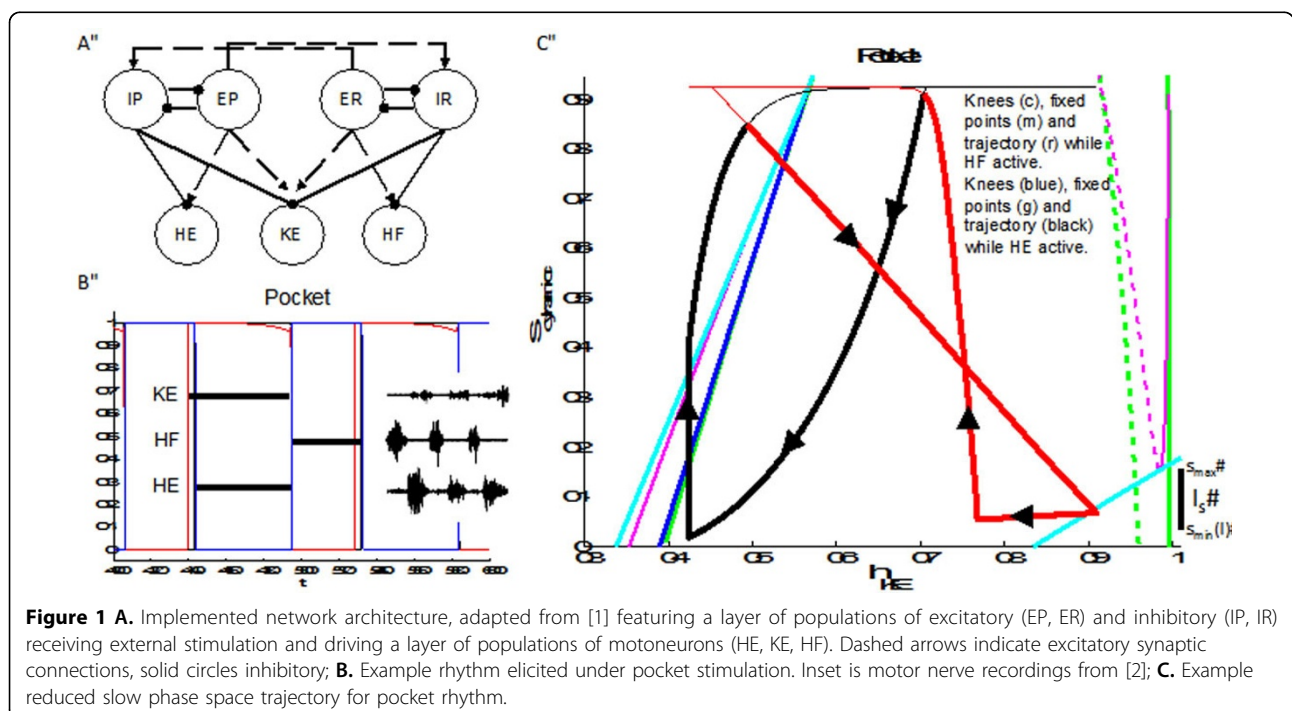 A"
IP EP ER IR
HE KE HF
B"
Pocket
KE
HF
HE
t
C"
Knees (c), fixed
points (m) and
trajectory (r) while
HF active.
Knees (blue), fixed
points (g) and
trajectory (black)
while HE active.
s_max#
I_s#
s_min(I)
h_HE
Figure 1 A. Implemented network architecture, adapted from [1] featuring a layer of populations of excitatory (EP, ER) and inhibitory (IP, IR)
receiving external stimulation and driving a layer of populations of motoneurons (HE, KE, HF). Dashed arrows indicate excitatory synaptic
connections, solid circles inhibitory; B. Example rhythm elicited under pocket stimulation. Inset is motor nerve recordings from [2]; C. Example
reduced slow phase space trajectory for pocket rhythm.